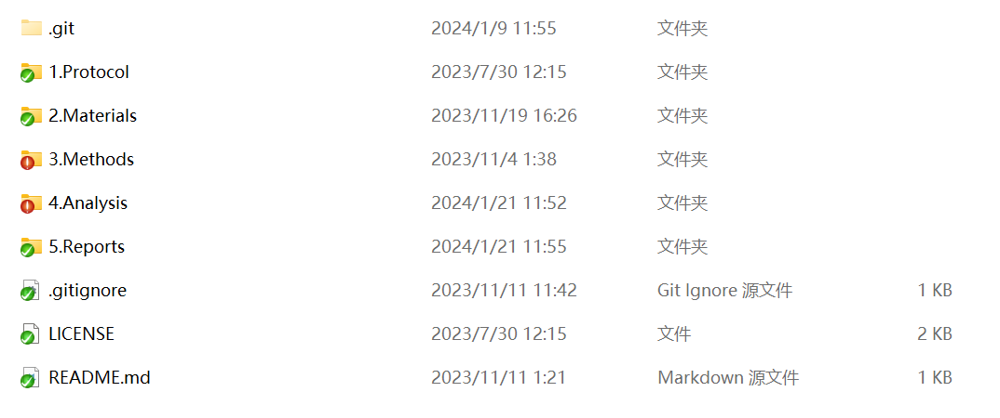 .git 2024/1/9 11:55 文件夹
1.Protocol 2023/7/30 12:15 文件夹
2.Materials 2023/11/19 16:26 文件夹
3.Methods 2023/11/4 1:38 文件夹
4.Analysis 2024/1/21 11:52 文件夹
5.Reports 2024/1/21 11:55 文件夹
.gitignore 2023/11/11 11:42 Git Ignore 源文件 1 KB
LICENSE 2023/7/30 12:15 文件 2 KB
README.md 2023/11/11 1:21 Markdown 源文件 1 KB